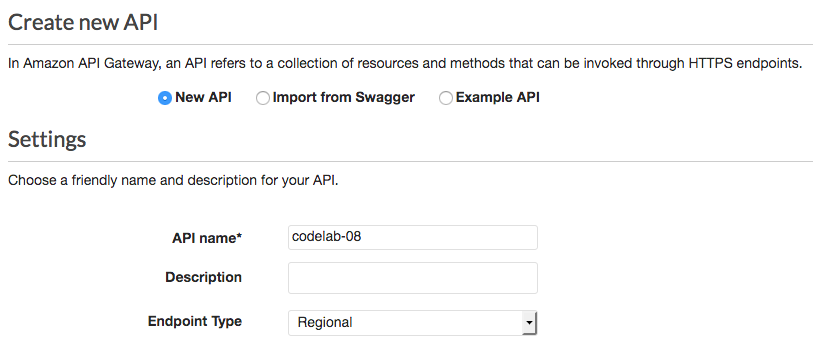 Create new API
In Amazon API Gateway, an API refers to a collection of resources and methods that can be invoked through HTTPS endpoints.
New API Import from Swagger Example API
Settings
Choose a friendly name and description for your API.
API name* codelab-08
Description
Endpoint Type Regional